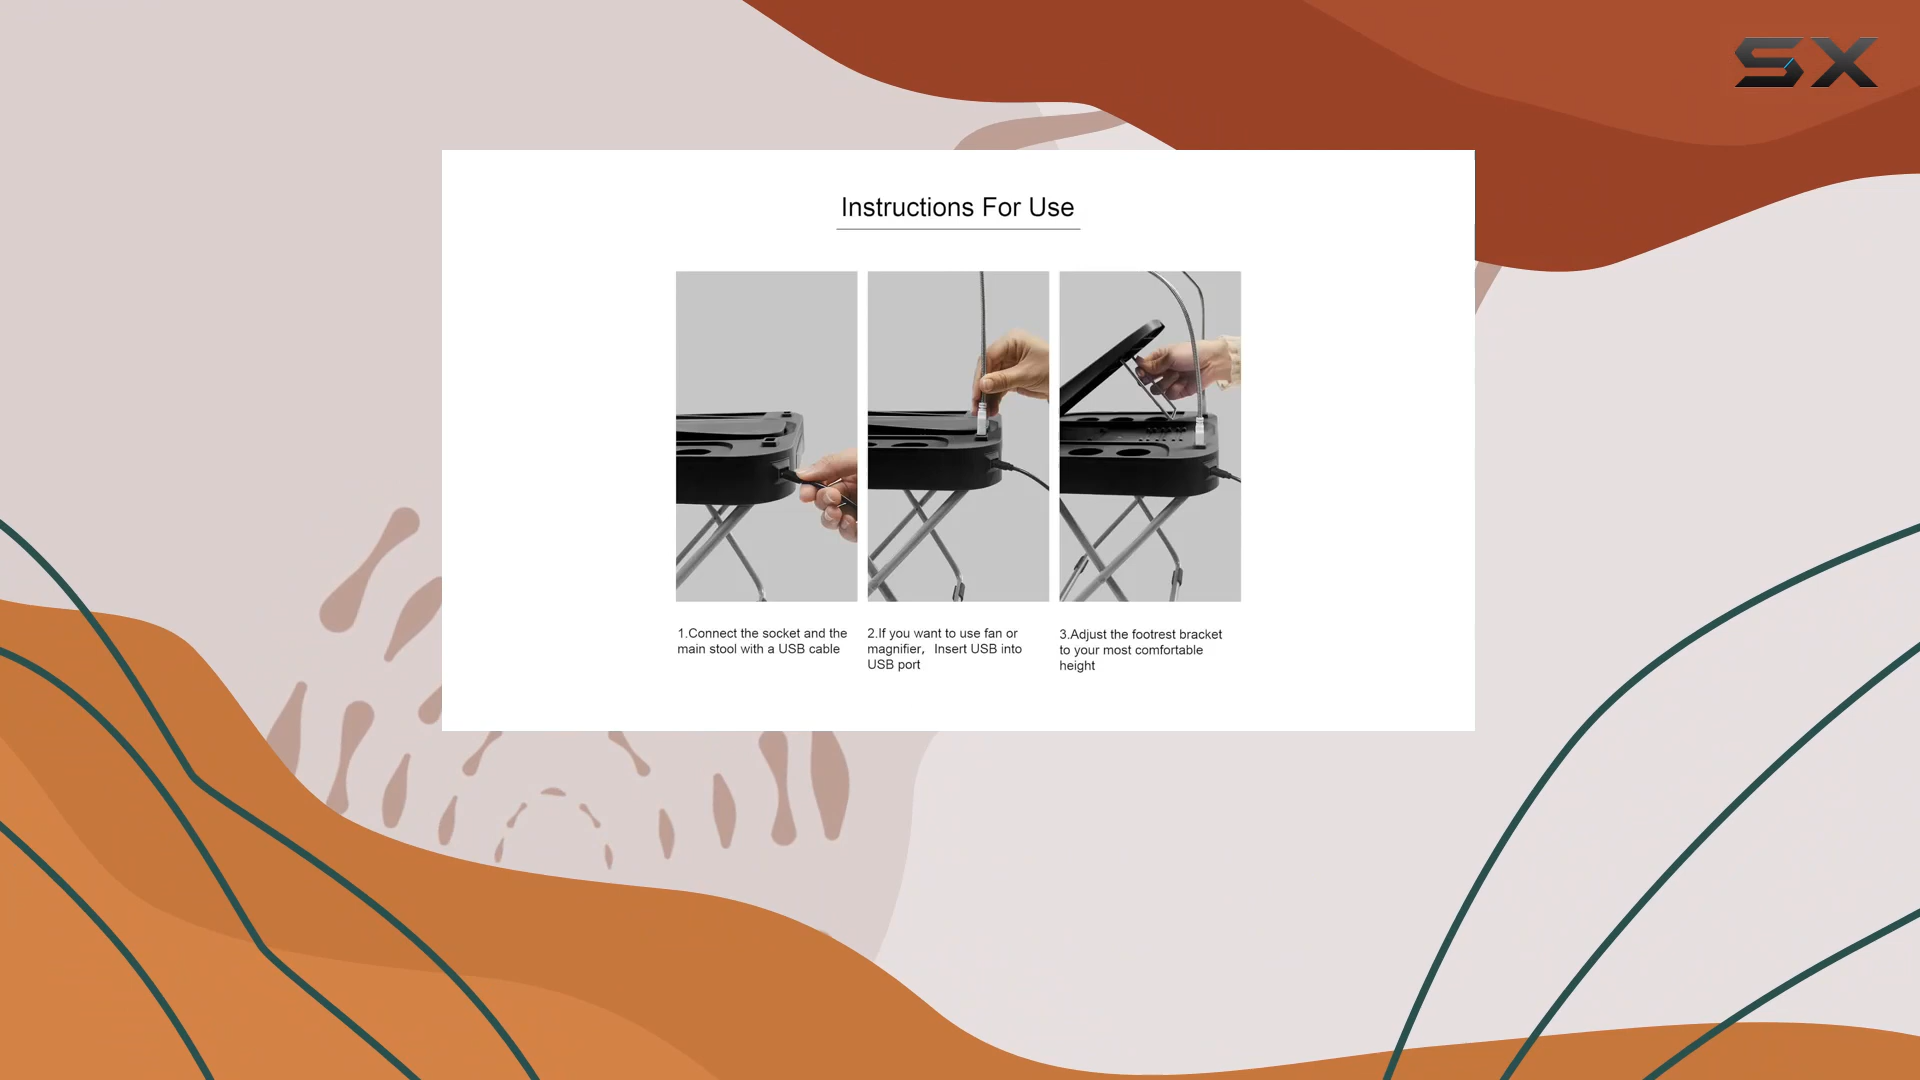 SX
Instructions For Use
1.Connect the socket and the
main stool with a USB cable
2.If you want to use fan or
magnifier，Insert USB into
USB port
3.Adjust the footrest bracket
to your most comfortable
height